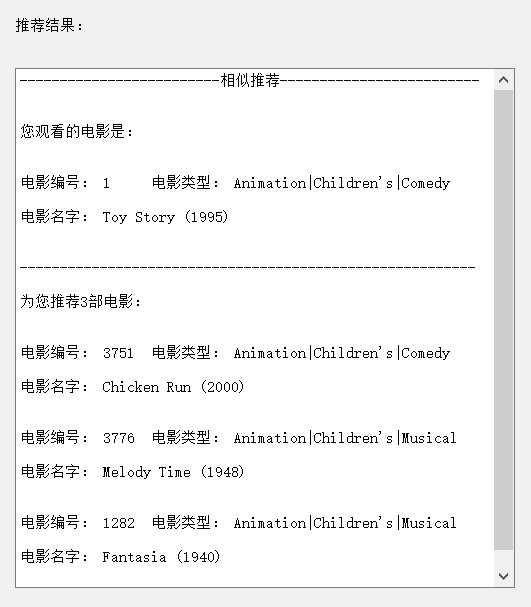 推荐结果：
-------------------------相似推荐-------------------------
您观看的电影是：
电影编号： 1 电影类型： Animation|Children's|Comedy
电影名字： Toy Story (1995)
---------------------------------------------------------
为您推荐3部电影：
电影编号： 3751 电影类型： Animation|Children's|Comedy
电影名字： Chicken Run (2000)
电影编号： 3776 电影类型： Animation|Children's|Musical
电影名字： Melody Time (1948)
电影编号： 1282 电影类型： Animation|Children's|Musical
电影名字： Fantasia (1940)